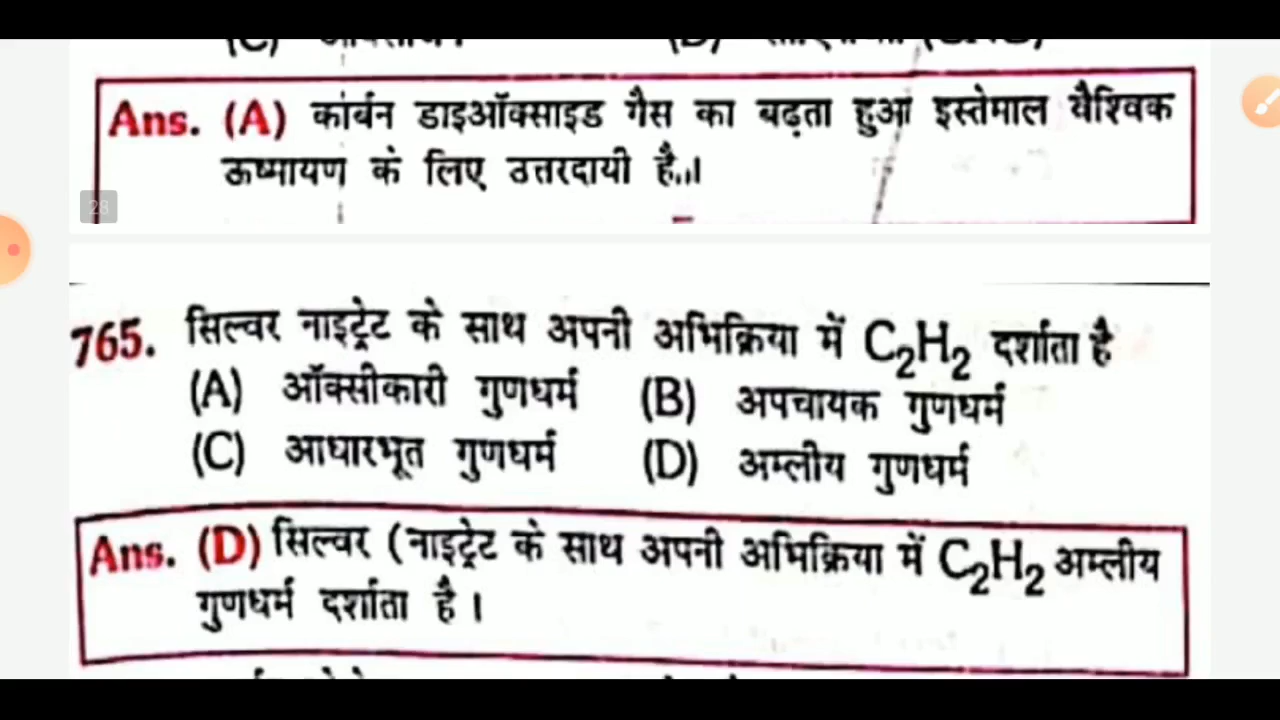 Ans. (A) कार्बन डाइऑक्साइड गैस का बढ़ता हुआ इस्तेमाल वैश्विक
ऊष्मायण के लिए उत्तरदायी है।
28
765. सिल्वर नाइट्रेट के साथ अपनी अभिक्रिया में C₂H₂ दर्शाता है
(A) ऑक्सीकारी गुणधर्म (B) अपचायक गुणधर्म
(C) आधारभूत गुणधर्म (D) अम्लीय गुणधर्म
Ans. (D) सिल्वर (नाइट्रेट के साथ अपनी अभिक्रिया में C₂H₂ अम्लीय
गुणधर्म दर्शाता है।